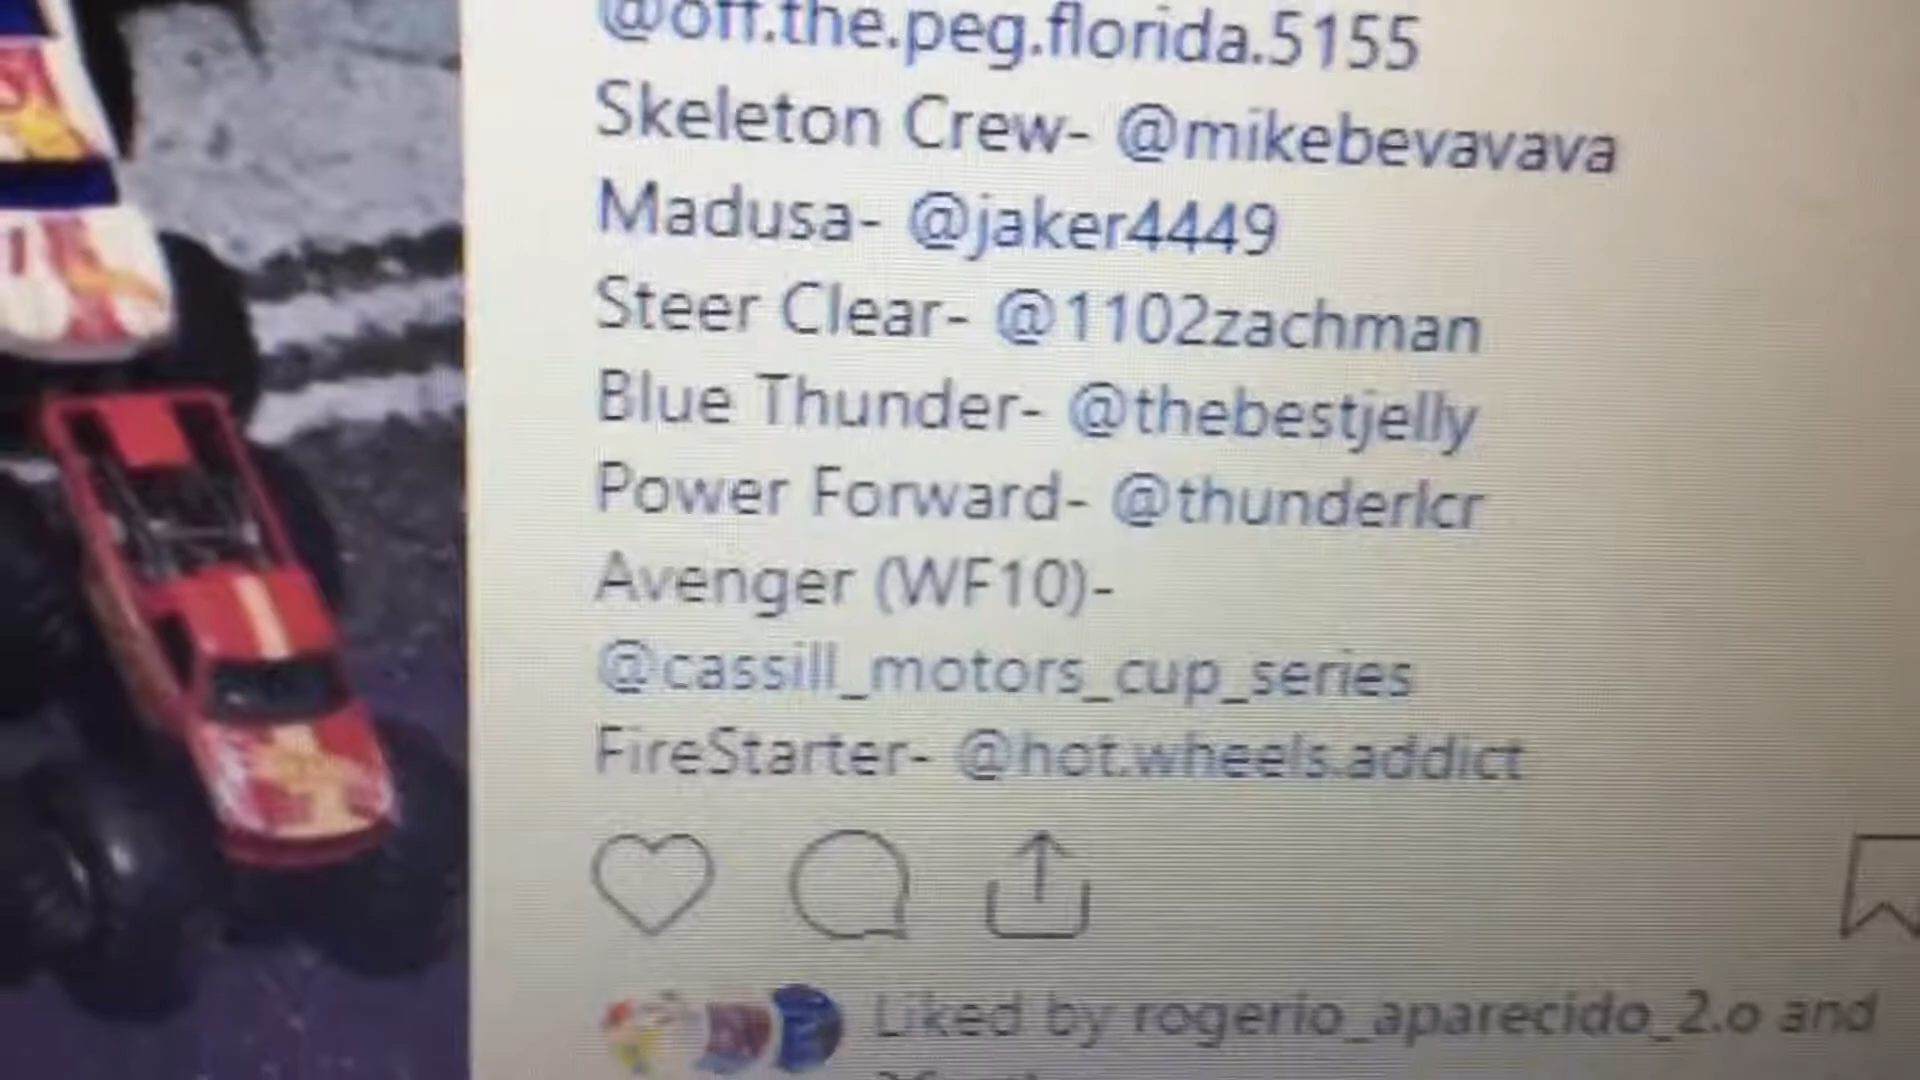 @off.the.peg.florida.5155
Skeleton Crew- @mikebevavava
Madusa- @jaker4449
Steer Clear- @1102zachman
Blue Thunder- @thebestjelly
Power Forward- @thunderlcr
Avenger (WF10)-
@cassill_motors_cup_series
FireStarter- @hot.wheels.addict
Liked by rogerio_aparecido_2.o and